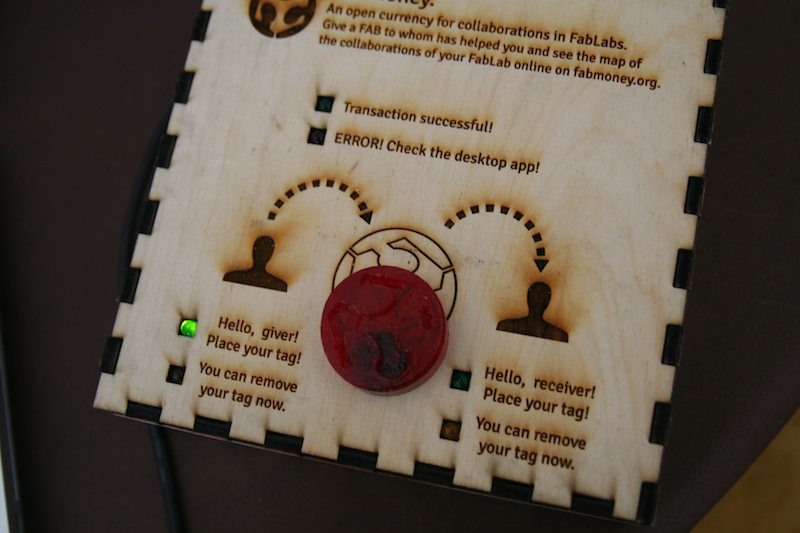 money.
An open currency for collaborations in FabLabs.
Give a FAB to whom has helped you and see the map of
the collaborations of your FabLab online on fabmoney.org.
Transaction successful!
ERROR! Check the desktop app!
Hello, giver!
Place your tag!
You can remove
your tag now.
Hello, receiver!
Place your tag!
You can remove
your tag now.